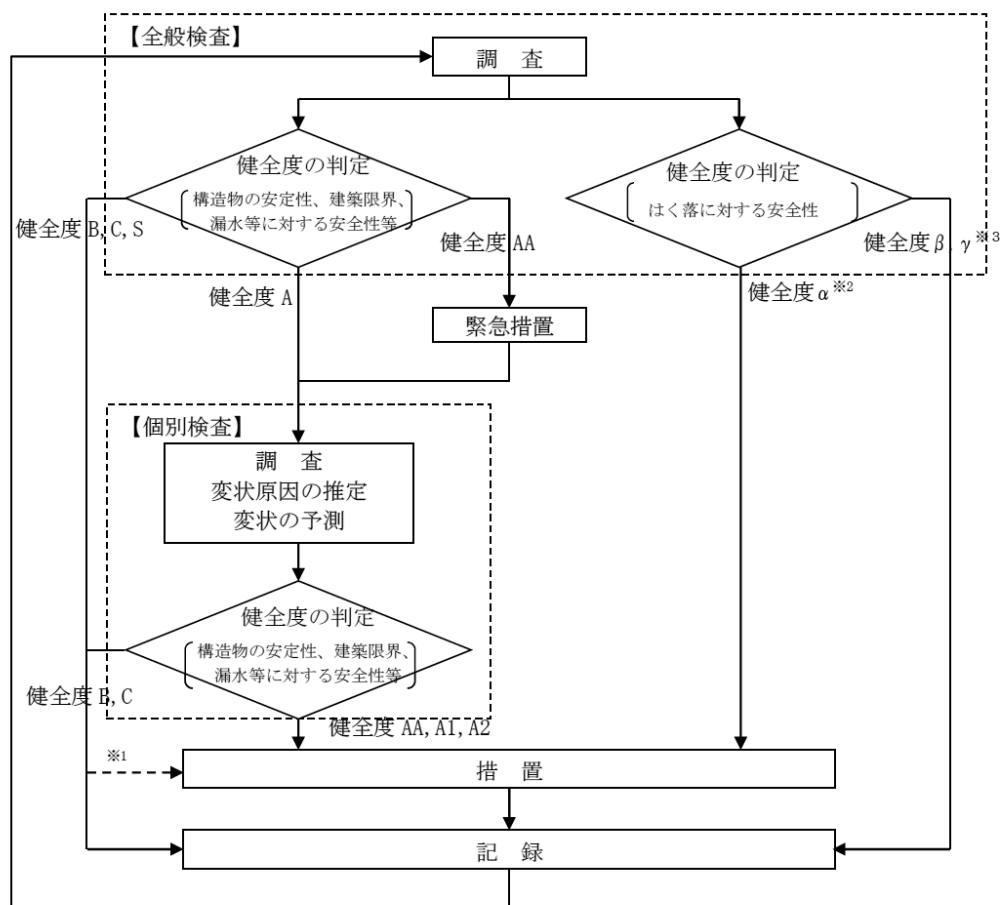 【全般検査】
調　査
健全度の判定
構造物の安定性、建築限界、
漏水等に対する安全性等
健全度の判定
はく落に対する安全性
健全度 B, C, S
健全度 AA
健全度 β, γ※3
健全度 A
健全度 α※2
緊急措置
【個別検査】
調　査
変状原因の推定
変状の予測
健全度の判定
構造物の安定性、建築限界、
漏水等に対する安全性等
健全度 B, C
健全度 AA, A1, A2
※1
措　置
記　録